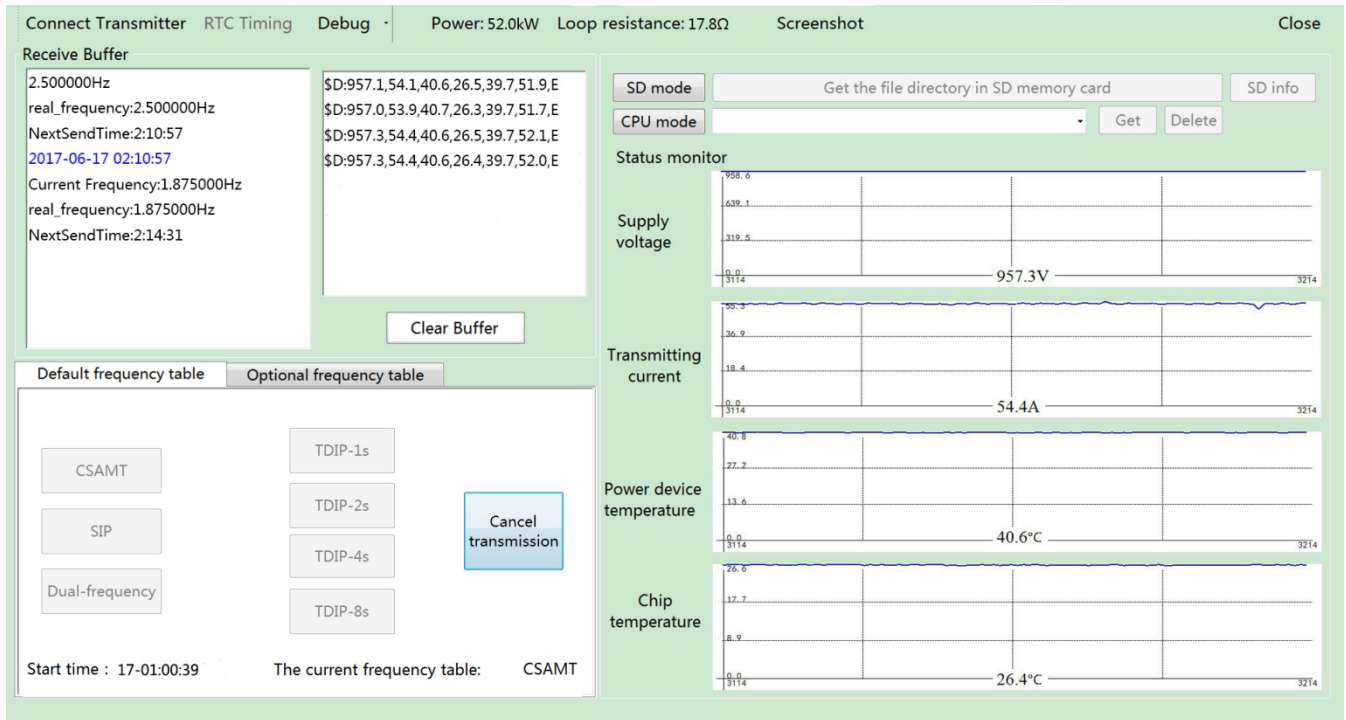 Connect Transmitter RTC Timing Debug Power: 52.0kW Loop resistance: 17.8Ω Screenshot Close
Receive Buffer
2.500000Hz
real_frequency:2.500000Hz
NextSendTime:2:10:57
2017-06-17 02:10:57
Current Frequency:1.875000Hz
real_frequency:1.875000Hz
NextSendTime:2:14:31
$D:957.1,54.1,40.6,26.5,39.7,51.9,E
$D:957.0,53.9,40.7,26.3,39.7,51.7,E
$D:957.3,54.4,40.6,26.5,39.7,52.1,E
$D:957.3,54.4,40.6,26.4,39.7,52.0,E
Clear Buffer
Default frequency table Optional frequency table
CSAMT
SIP
Dual-frequency
TDIP-1s
TDIP-2s
TDIP-4s
TDIP-8s
Cancel
transmission
Start time : 17-01:00:39 The current frequency table: CSAMT
SD mode Get the file directory in SD memory card SD info
CPU mode Get Delete
Status monitor
Supply
voltage
958.6
639.1
319.5
0.0
3114 957.3V 3214
Transmitting
current
55.3
36.9
18.4
0.0
3114 54.4A 3214
Power device
temperature
40.8
27.2
13.6
0.0
3114 40.6°C 3214
Chip
temperature
26.6
17.7
8.9
0.0
3114 26.4°C 3214